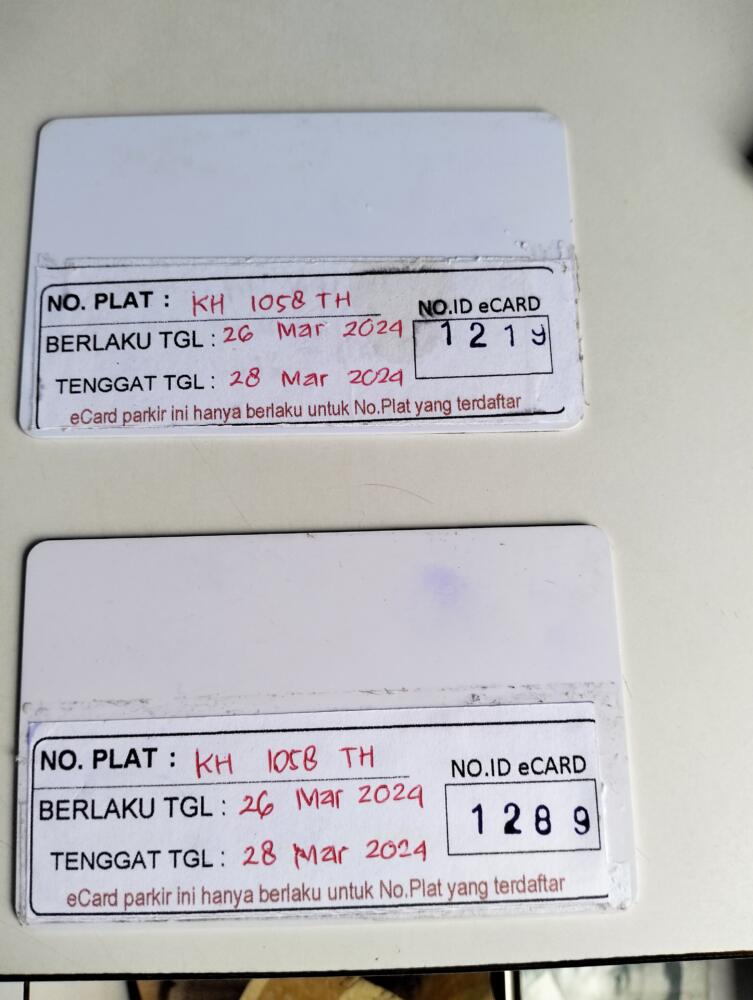 NO. PLAT : KH 1058 TH
NO.ID eCARD
BERLAKU TGL : 26 Mar 2024
1219
TENGGAT TGL : 28 Mar 2024
eCard parkir ini hanya berlaku untuk No.Plat yang terdaftar
NO. PLAT : KH 1058 TH
NO.ID eCARD
BERLAKU TGL : 26 Mar 2024
1289
TENGGAT TGL : 28 Mar 2024
eCard parkir ini hanya berlaku untuk No.Plat yang terdaftar